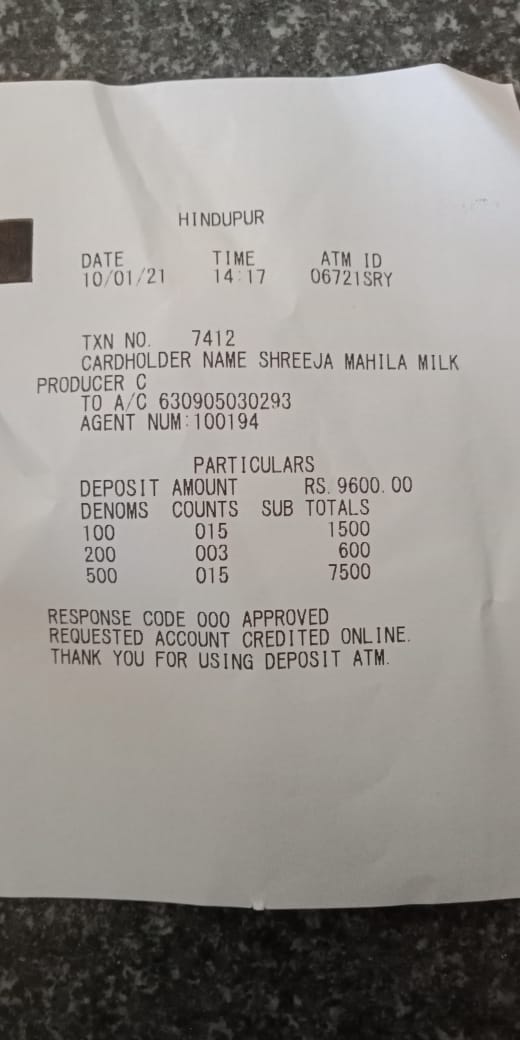 HINDUPUR
DATE TIME ATM ID
10/01/21 14:17 06721SRY
TXN NO. 7412
CARDHOLDER NAME SHREEJA MAHILA MILK
PRODUCER C
TO A/C 630905030293
AGENT NUM:100194
PARTICULARS
DEPOSIT AMOUNT RS. 9600.00
DENOMS COUNTS SUB TOTALS
100 015 1500
200 003 600
500 015 7500
RESPONSE CODE 000 APPROVED
REQUESTED ACCOUNT CREDITED ONLINE.
THANK YOU FOR USING DEPOSIT ATM.